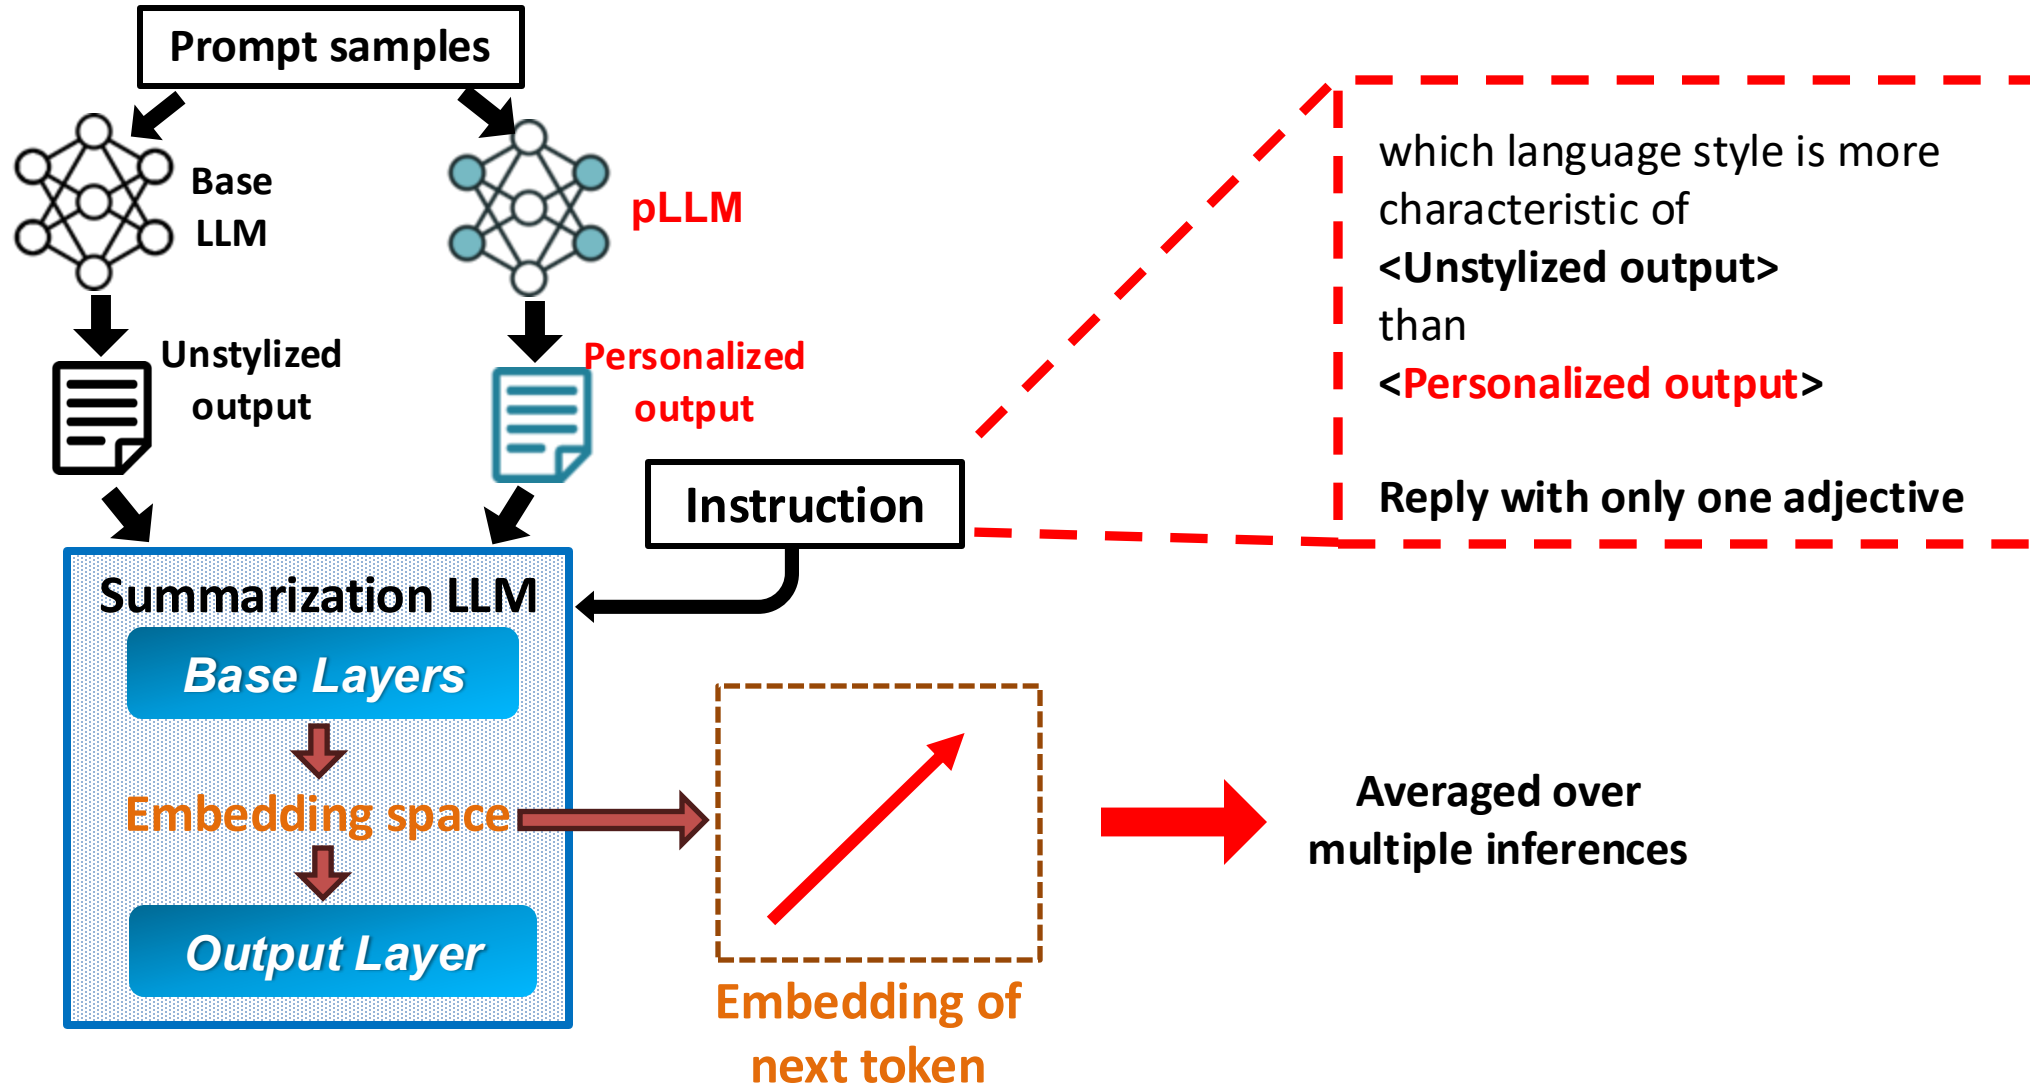 Prompt samples
Base
LLM
pLLM
Unstylized
output
Personalized
output
Instruction
which language style is more
characteristic of
<Unstylized output>
than
<Personalized output>
Reply with only one adjective
Summarization LLM
Base Layers
Embedding space
Output Layer
Embedding of
next token
Averaged over
multiple inferences